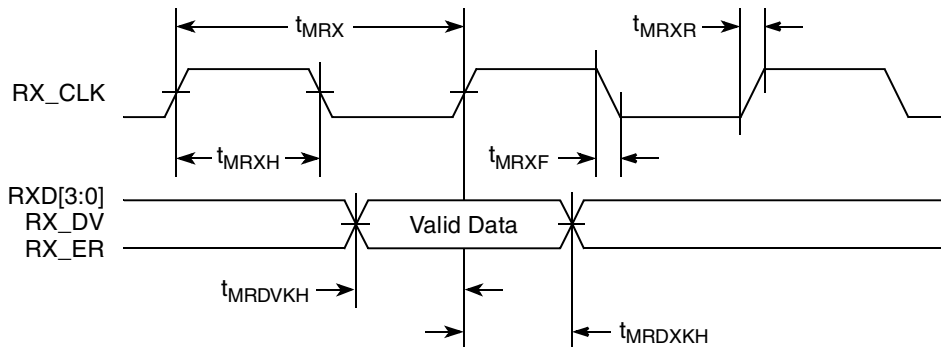 tMRX
tMRXR
RX_CLK
tMRXH
tMRXF
RXD[3:0]
RX_DV
RX_ER
Valid Data
tMRDVKH
tMRDXKH